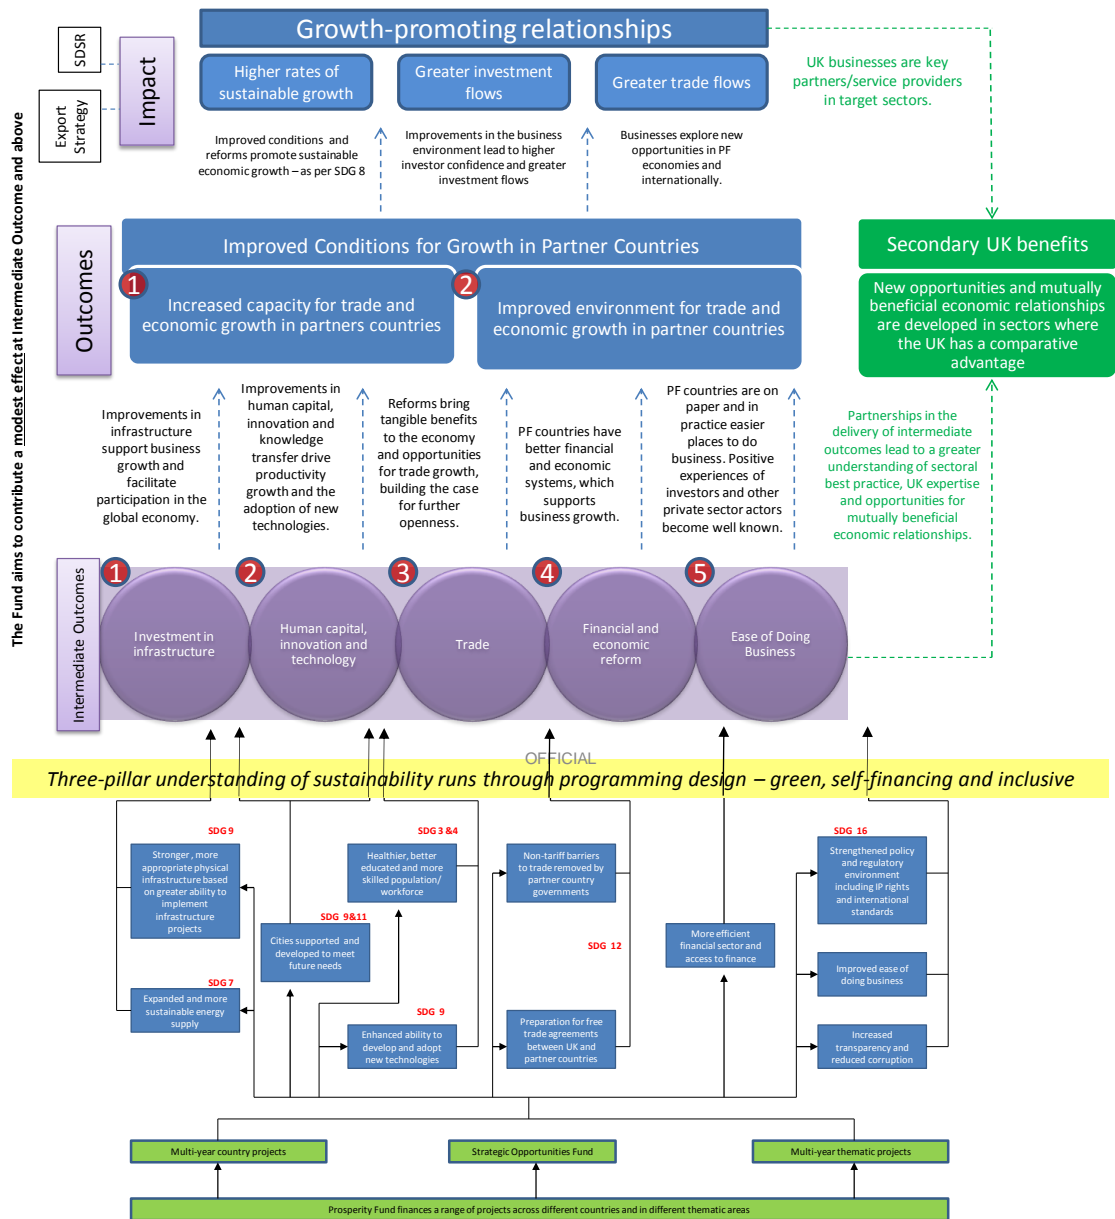 The Fund aims to contribute a modest effect at Intermediate Outcome and above
SDSR
Export
Strategy
Impact
Growth-promoting relationships
Higher rates of
sustainable growth
Greater investment
flows
Greater trade flows
UK businesses are key
partners/service providers
in target sectors.
Improved conditions and
reforms promote sustainable
economic growth – as per SDG 8
Improvements in the business
environment lead to higher
investor confidence and greater
investment flows
Businesses explore new
opportunities in PF
economies and
internationally.
Outcomes
Improved Conditions for Growth in Partner Countries
1
Increased capacity for trade and
economic growth in partners countries
2
Improved environment for trade and
economic growth in partner countries
Secondary UK benefits
New opportunities and mutually
beneficial economic relationships
are developed in sectors where
the UK has a comparative
advantage
Improvements in
infrastructure
support business
growth and
facilitate
participation in the
global economy.
Improvements in
human capital,
innovation and
knowledge
transfer drive
productivity
growth and the
adoption of new
technologies.
Reforms bring
tangible benefits
to the economy
and opportunities
for trade growth,
building the case
for further
openness.
PF countries have
better financial
and economic
systems, which
supports
business growth.
PF countries are on
paper and in
practice easier
places to do
business. Positive
experiences of
investors and other
private sector actors
become well known.
Partnerships in the
delivery of intermediate
outcomes lead to a greater
understanding of sectoral
best practice, UK expertise
and opportunities for
mutually beneficial
economic relationships.
Intermediate Outcomes
1
Investment in
infrastructure
2
Human capital,
innovation and
technology
3
Trade
4
Financial and
economic
reform
5
Ease of Doing
Business
OFFICIAL
Three-pillar understanding of sustainability runs through programming design – green, self-financing and inclusive
SDG 9
Stronger , more
appropriate physical
infrastructure based
on greater ability to
implement
infrastructure
projects
SDG 7
Expanded and more
sustainable energy
supply
SDG 9&11
Cities supported and
developed to meet
future needs
SDG 3 &4
Healthier, better
educated and more
skilled population/
workforce
SDG 9
Enhanced ability to
develop and adopt
new technologies
Non-tariff barriers
to trade removed by
partner country
governments
SDG 12
Preparation for free
trade agreements
between UK and
partner countries
More efficient
financial sector and
access to finance
SDG 16
Strengthened policy
and regulatory
environment
including IP rights
and international
standards
Improved ease of
doing business
Increased
transparency and
reduced corruption
Multi-year country projects
Strategic Opportunities Fund
Multi-year thematic projects
Prosperity Fund finances a range of projects across different countries and in different thematic areas